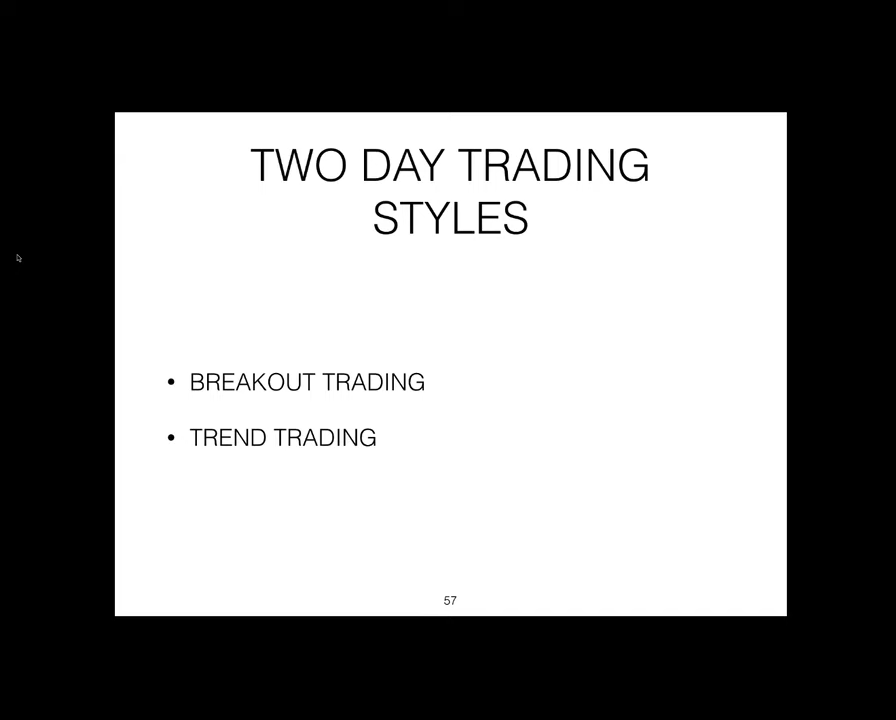 TWO DAY TRADING
STYLES
• BREAKOUT TRADING
• TREND TRADING
57